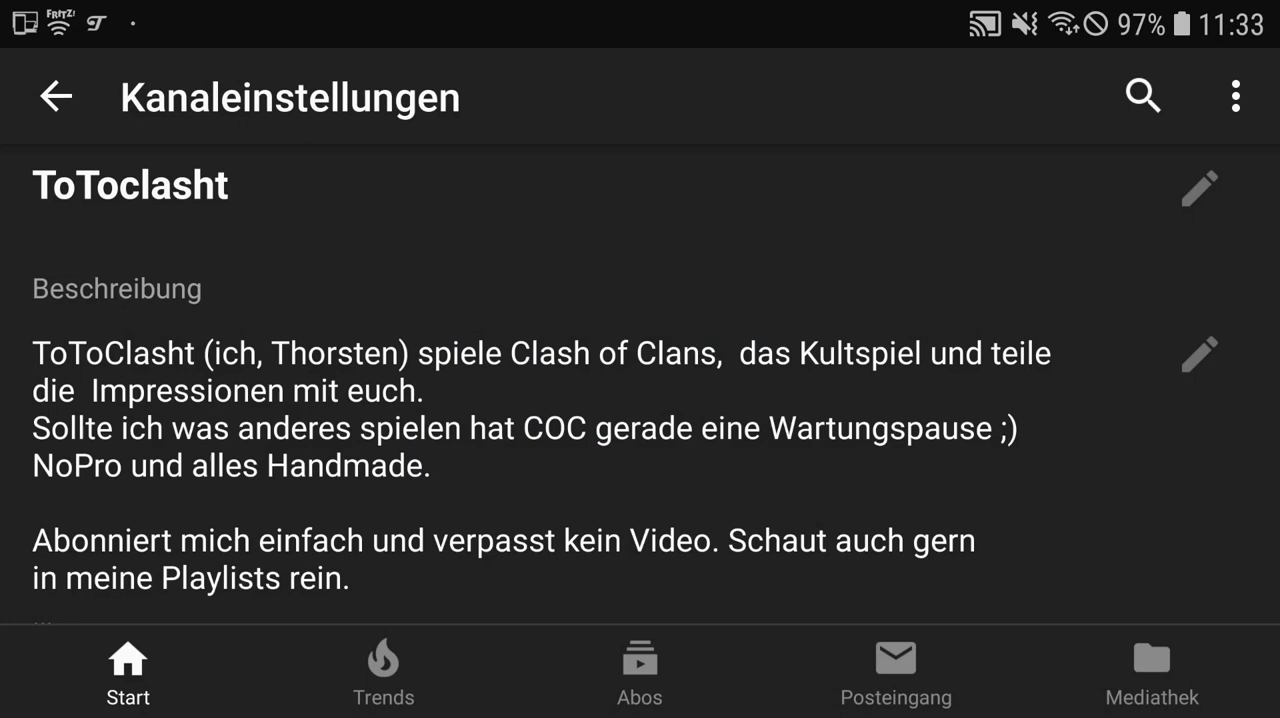 FRITZ!
97% 11:33
Kanaleinstellungen
ToToclasht
Beschreibung
ToToClasht (ich, Thorsten) spiele Clash of Clans,  das Kultspiel und teile
die  Impressionen mit euch.
Sollte ich was anderes spielen hat COC gerade eine Wartungspause ;)
NoPro und alles Handmade.
Abonniert mich einfach und verpasst kein Video. Schaut auch gern
in meine Playlists rein.
...
Start Trends Abos Posteingang Mediathek